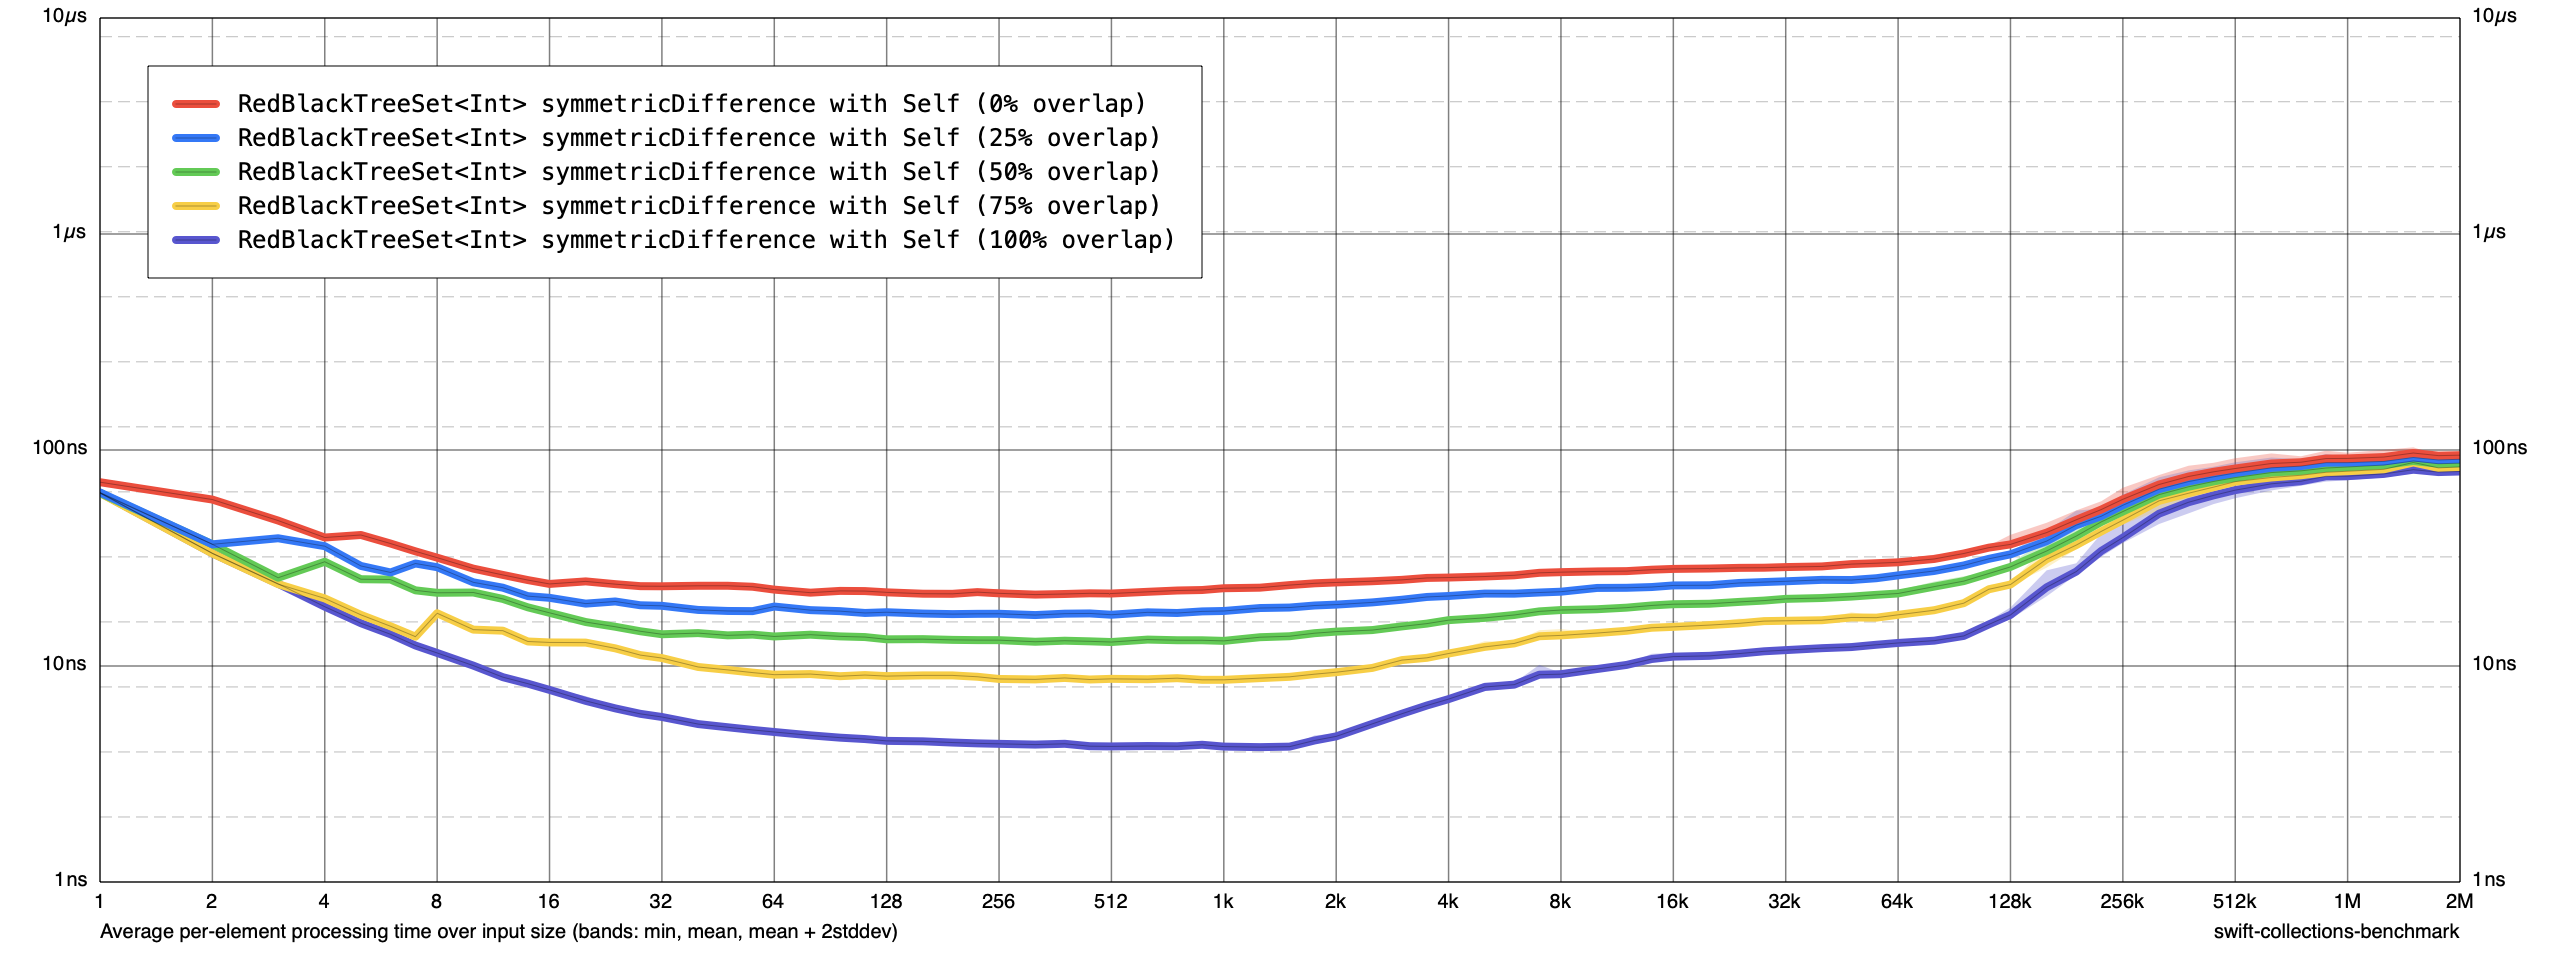 10µs
10µs
RedBlackTreeSet<Int> symmetricDifference with Self (0% overlap)
RedBlackTreeSet<Int> symmetricDifference with Self (25% overlap)
RedBlackTreeSet<Int> symmetricDifference with Self (50% overlap)
RedBlackTreeSet<Int> symmetricDifference with Self (75% overlap)
RedBlackTreeSet<Int> symmetricDifference with Self (100% overlap)
1µs
1µs
100ns
100ns
10ns
10ns
1ns
1ns
1 2 4 8 16 32 64 128 256 512 1k 2k 4k 8k 16k 32k 64k 128k 256k 512k 1M 2M
Average per-element processing time over input size (bands: min, mean, mean + 2stddev)
swift-collections-benchmark